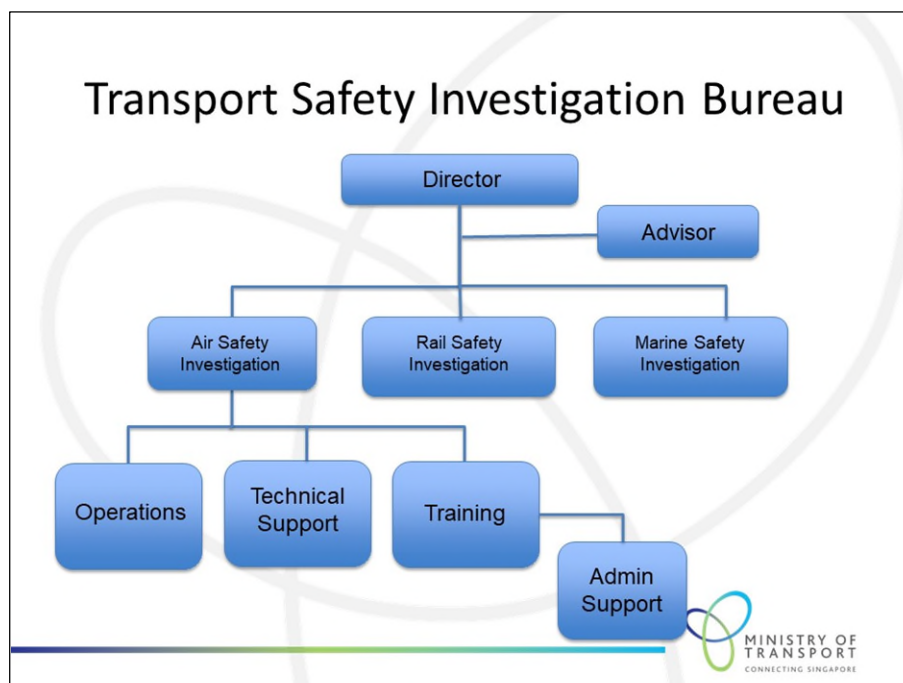 Transport Safety Investigation Bureau
Director
Advisor
Air Safety
Investigation
Rail Safety
Investigation
Marine Safety
Investigation
Operations
Technical
Support
Training
Admin
Support
MINISTRY OF
TRANSPORT
CONNECTING SINGAPORE